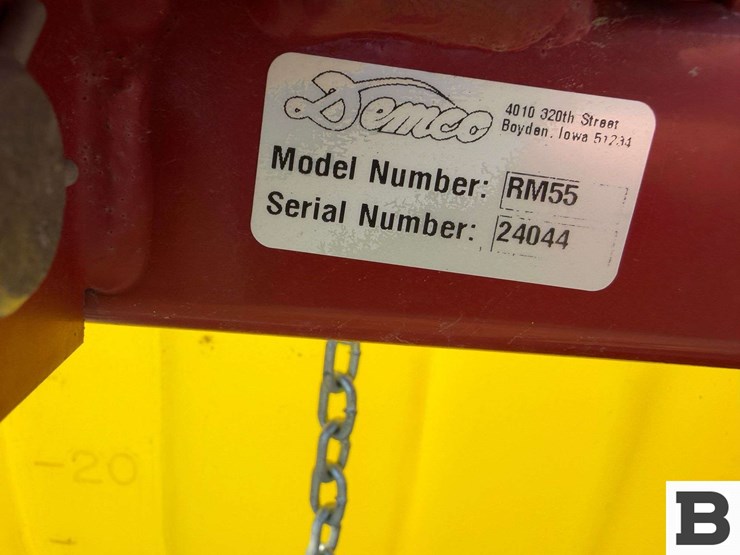 Demco
4010 320th Street
Boyden, Iowa 51234
Model Number: RM55
Serial Number: 24044
-20
B